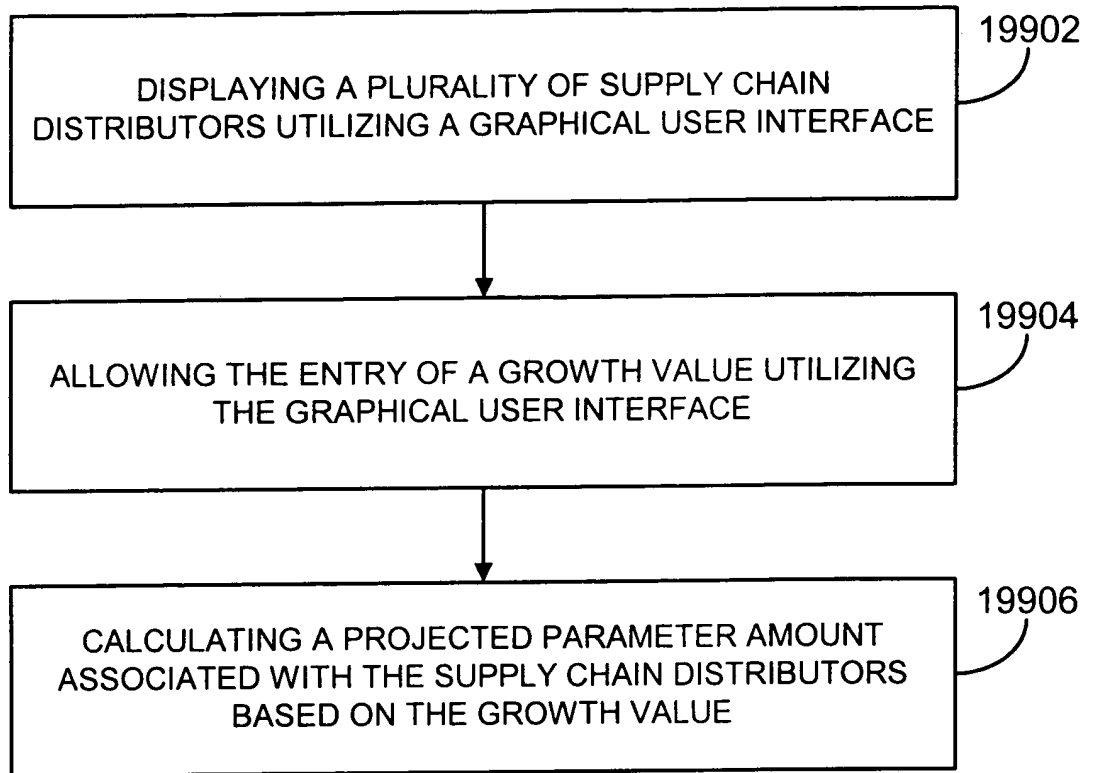 19902
DISPLAYING A PLURALITY OF SUPPLY CHAIN
DISTRIBUTORS UTILIZING A GRAPHICAL USER INTERFACE
19904
ALLOWING THE ENTRY OF A GROWTH VALUE UTILIZING
THE GRAPHICAL USER INTERFACE
19906
CALCULATING A PROJECTED PARAMETER AMOUNT
ASSOCIATED WITH THE SUPPLY CHAIN DISTRIBUTORS
BASED ON THE GROWTH VALUE